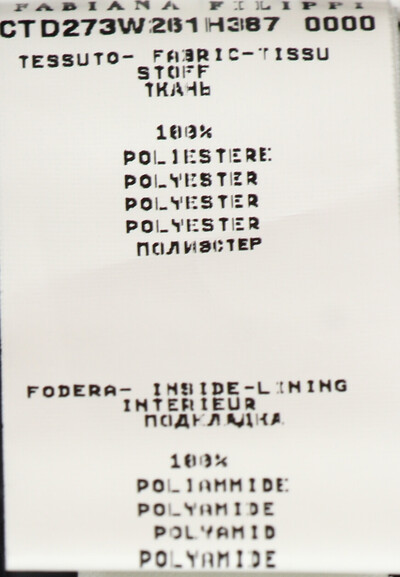 FABIANA FILIPPI
CTD273W261H387 0000
TESSUTO- FABRIC-TISSU
STOFF
ТКАНЬ
100%
POLIESTERE
POLYESTER
POLYESTER
POLYESTER
ПОЛИЭСТЕР
FODERA- INSIDE-LINING
INTERIEUR
ПОДКЛАДКА
100%
POLIAMMIDE
POLYAMIDE
POLYAMID
POLYAMIDE